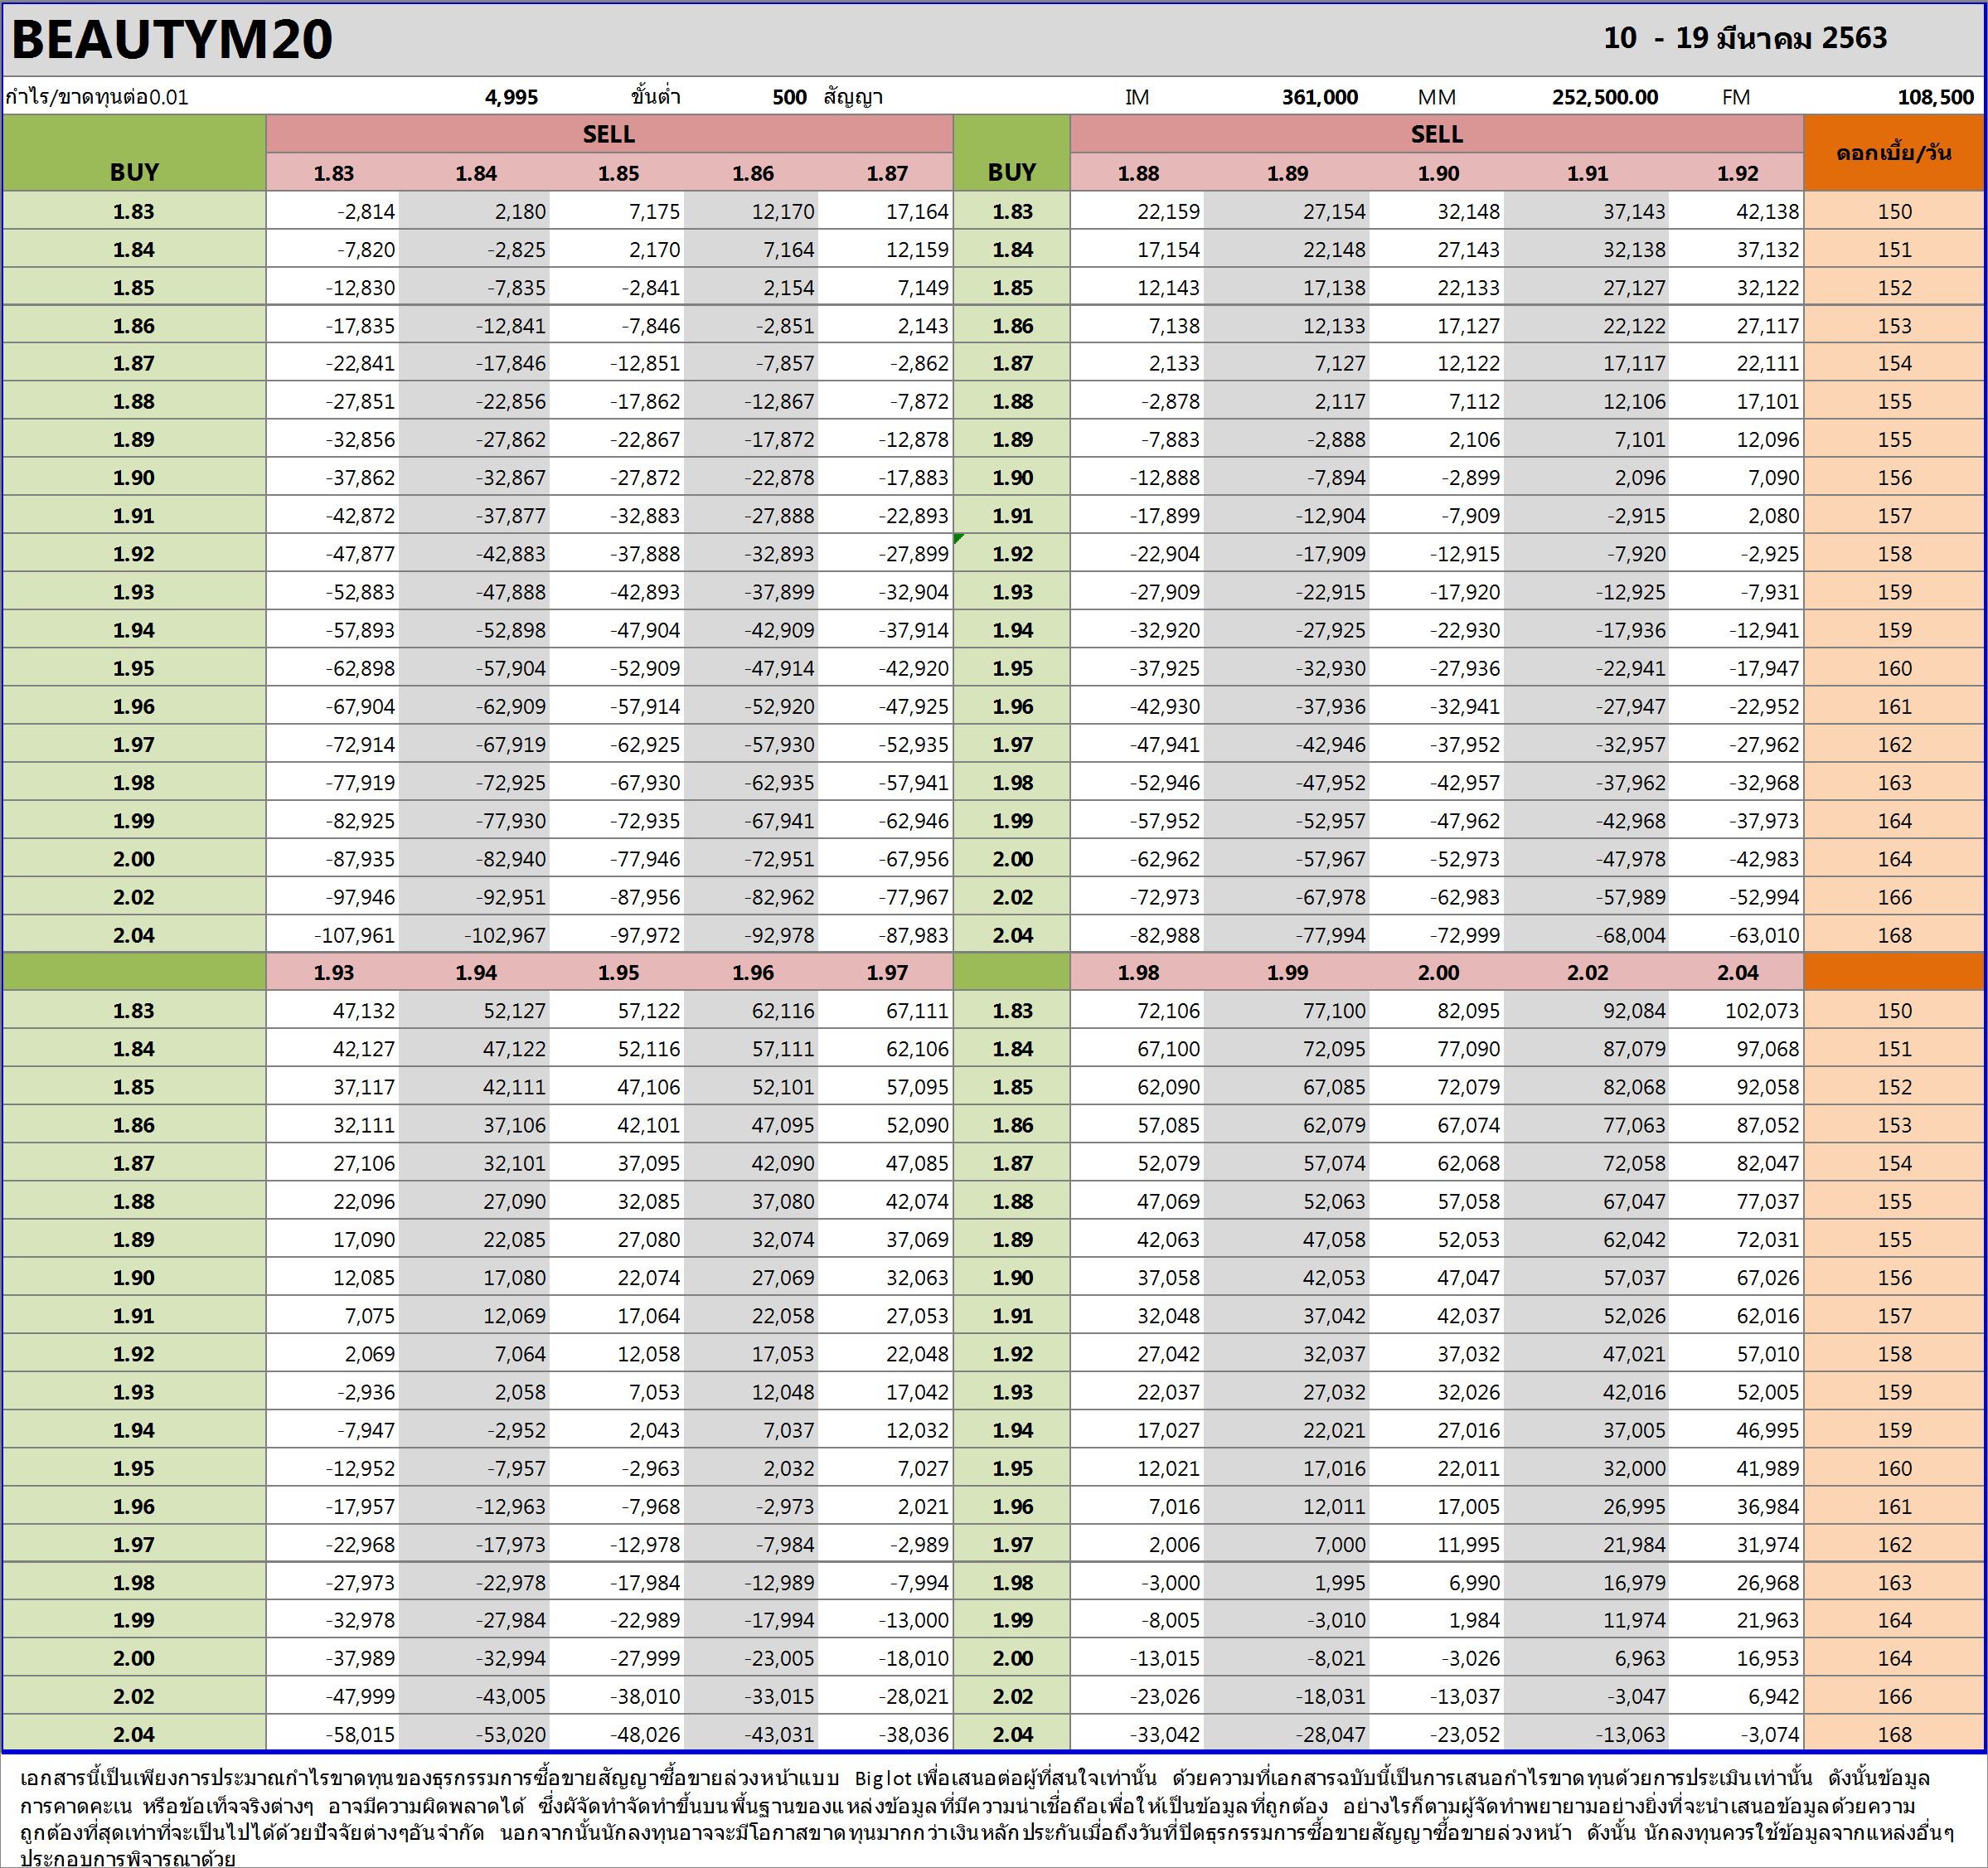 BEAUTYM20 10 - 19 มีนาคม 2563
กำไร/ขาดทุนต่อ0.01 4,995 ขั้นต่ำ 500 สัญญา IM 361,000 MM 252,500.00 FM 108,500
BUY SELL BUY SELL ดอกเบี้ย/วัน
1.83 1.84 1.85 1.86 1.87 1.88 1.89 1.90 1.91 1.92
1.83 -2,814 2,180 7,175 12,170 17,164 1.83 22,159 27,154 32,148 37,143 42,138 150
1.84 -7,820 -2,825 2,170 7,164 12,159 1.84 17,154 22,148 27,143 32,138 37,132 151
1.85 -12,830 -7,835 -2,841 2,154 7,149 1.85 12,143 17,138 22,133 27,127 32,122 152
1.86 -17,835 -12,841 -7,846 -2,851 2,143 1.86 7,138 12,133 17,127 22,122 27,117 153
1.87 -22,841 -17,846 -12,851 -7,857 -2,862 1.87 2,133 7,127 12,122 17,117 22,111 154
1.88 -27,851 -22,856 -17,862 -12,867 -7,872 1.88 -2,878 2,117 7,112 12,106 17,101 155
1.89 -32,856 -27,862 -22,867 -17,872 -12,878 1.89 -7,883 -2,888 2,106 7,101 12,096 155
1.90 -37,862 -32,867 -27,872 -22,878 -17,883 1.90 -12,888 -7,894 -2,899 2,096 7,090 156
1.91 -42,872 -37,877 -32,883 -27,888 -22,893 1.91 -17,899 -12,904 -7,909 -2,915 2,080 157
1.92 -47,877 -42,883 -37,888 -32,893 -27,899 1.92 -22,904 -17,909 -12,915 -7,920 -2,925 158
1.93 -52,883 -47,888 -42,893 -37,899 -32,904 1.93 -27,909 -22,915 -17,920 -12,925 -7,931 159
1.94 -57,893 -52,898 -47,904 -42,909 -37,914 1.94 -32,920 -27,925 -22,930 -17,936 -12,941 159
1.95 -62,898 -57,904 -52,909 -47,914 -42,920 1.95 -37,925 -32,930 -27,936 -22,941 -17,947 160
1.96 -67,904 -62,909 -57,914 -52,920 -47,925 1.96 -42,930 -37,936 -32,941 -27,947 -22,952 161
1.97 -72,914 -67,919 -62,925 -57,930 -52,935 1.97 -47,941 -42,946 -37,952 -32,957 -27,962 162
1.98 -77,919 -72,925 -67,930 -62,935 -57,941 1.98 -52,946 -47,952 -42,957 -37,962 -32,968 163
1.99 -82,925 -77,930 -72,935 -67,941 -62,946 1.99 -57,952 -52,957 -47,962 -42,968 -37,973 164
2.00 -87,935 -82,940 -77,946 -72,951 -67,956 2.00 -62,962 -57,967 -52,973 -47,978 -42,983 164
2.02 -97,946 -92,951 -87,956 -82,962 -77,967 2.02 -72,973 -67,978 -62,983 -57,989 -52,994 166
2.04 -107,961 -102,967 -97,972 -92,978 -87,983 2.04 -82,988 -77,994 -72,999 -68,004 -63,010 168
1.93 1.94 1.95 1.96 1.97 1.98 1.99 2.00 2.02 2.04
1.83 47,132 52,127 57,122 62,116 67,111 1.83 72,106 77,100 82,095 92,084 102,073 150
1.84 42,127 47,122 52,116 57,111 62,106 1.84 67,100 72,095 77,090 87,079 97,068 151
1.85 37,117 42,111 47,106 52,101 57,095 1.85 62,090 67,085 72,079 82,068 92,058 152
1.86 32,111 37,106 42,101 47,095 52,090 1.86 57,085 62,079 67,074 77,063 87,052 153
1.87 27,106 32,101 37,095 42,090 47,085 1.87 52,079 57,074 62,068 72,058 82,047 154
1.88 22,096 27,090 32,085 37,080 42,074 1.88 47,069 52,063 57,058 67,047 77,037 155
1.89 17,090 22,085 27,080 32,074 37,069 1.89 42,063 47,058 52,053 62,042 72,031 155
1.90 12,085 17,080 22,074 27,069 32,063 1.90 37,058 42,053 47,047 57,037 67,026 156
1.91 7,075 12,069 17,064 22,058 27,053 1.91 32,048 37,042 42,037 52,026 62,016 157
1.92 2,069 7,064 12,058 17,053 22,048 1.92 27,042 32,037 37,032 47,021 57,010 158
1.93 -2,936 2,058 7,053 12,048 17,042 1.93 22,037 27,032 32,026 42,016 52,005 159
1.94 -7,947 -2,952 2,043 7,037 12,032 1.94 17,027 22,021 27,016 37,005 46,995 159
1.95 -12,952 -7,957 -2,963 2,032 7,027 1.95 12,021 17,016 22,011 32,000 41,989 160
1.96 -17,957 -12,963 -7,968 -2,973 2,021 1.96 7,016 12,011 17,005 26,995 36,984 161
1.97 -22,968 -17,973 -12,978 -7,984 -2,989 1.97 2,006 7,000 11,995 21,984 31,974 162
1.98 -27,973 -22,978 -17,984 -12,989 -7,994 1.98 -3,000 1,995 6,990 16,979 26,968 163
1.99 -32,978 -27,984 -22,989 -17,994 -13,000 1.99 -8,005 -3,010 1,984 11,974 21,963 164
2.00 -37,989 -32,994 -27,999 -23,005 -18,010 2.00 -13,015 -8,021 -3,026 6,963 16,953 164
2.02 -47,999 -43,005 -38,010 -33,015 -28,021 2.02 -23,026 -18,031 -13,037 -3,047 6,942 166
2.04 -58,015 -53,020 -48,026 -43,031 -38,036 2.04 -33,042 -28,047 -23,052 -13,063 -3,074 168
เอกสารนี้เป็นเพียงการประมาณกำไรขาดทุนของธุรกรรมการซื้อขายสัญญาซื้อขายล่วงหน้าแบบ Biglot เพื่อเสนอต่อผู้ที่สนใจเท่านั้น ด้วยความที่เอกสารฉบับนี้เป็นการเสนอกำไรขาดทุนด้วยการประเมินเท่านั้น ดังนั้นข้อมูล
การคาดคะเน หรือข้อเท็จจริงต่างๆ อาจมีความผิดพลาดได้ ซึ่งผู้จัดทำจัดทำขึ้นบนพื้นฐานของแหล่งข้อมูลที่มีความน่าเชื่อถือเพื่อให้เป็นข้อมูลที่ถูกต้อง อย่างไรก็ตามผู้จัดทำพยายามอย่างยิ่งที่จะนำเสนอข้อมูลด้วยความ
ถูกต้องที่สุดเท่าที่จะเป็นไปได้ด้วยปัจจัยต่างๆอันจำกัด นอกจากนั้นนักลงทุนอาจจะมีโอกาสขาดทุนมากกว่าเงินหลักประกันเมื่อถึงวันที่ปิดธุรกรรมการซื้อขายสัญญาซื้อขายล่วงหน้า ดังนั้น นักลงทุนควรใช้ข้อมูลจากแหล่งอื่นๆ
ประกอบการพิจารณาด้วย